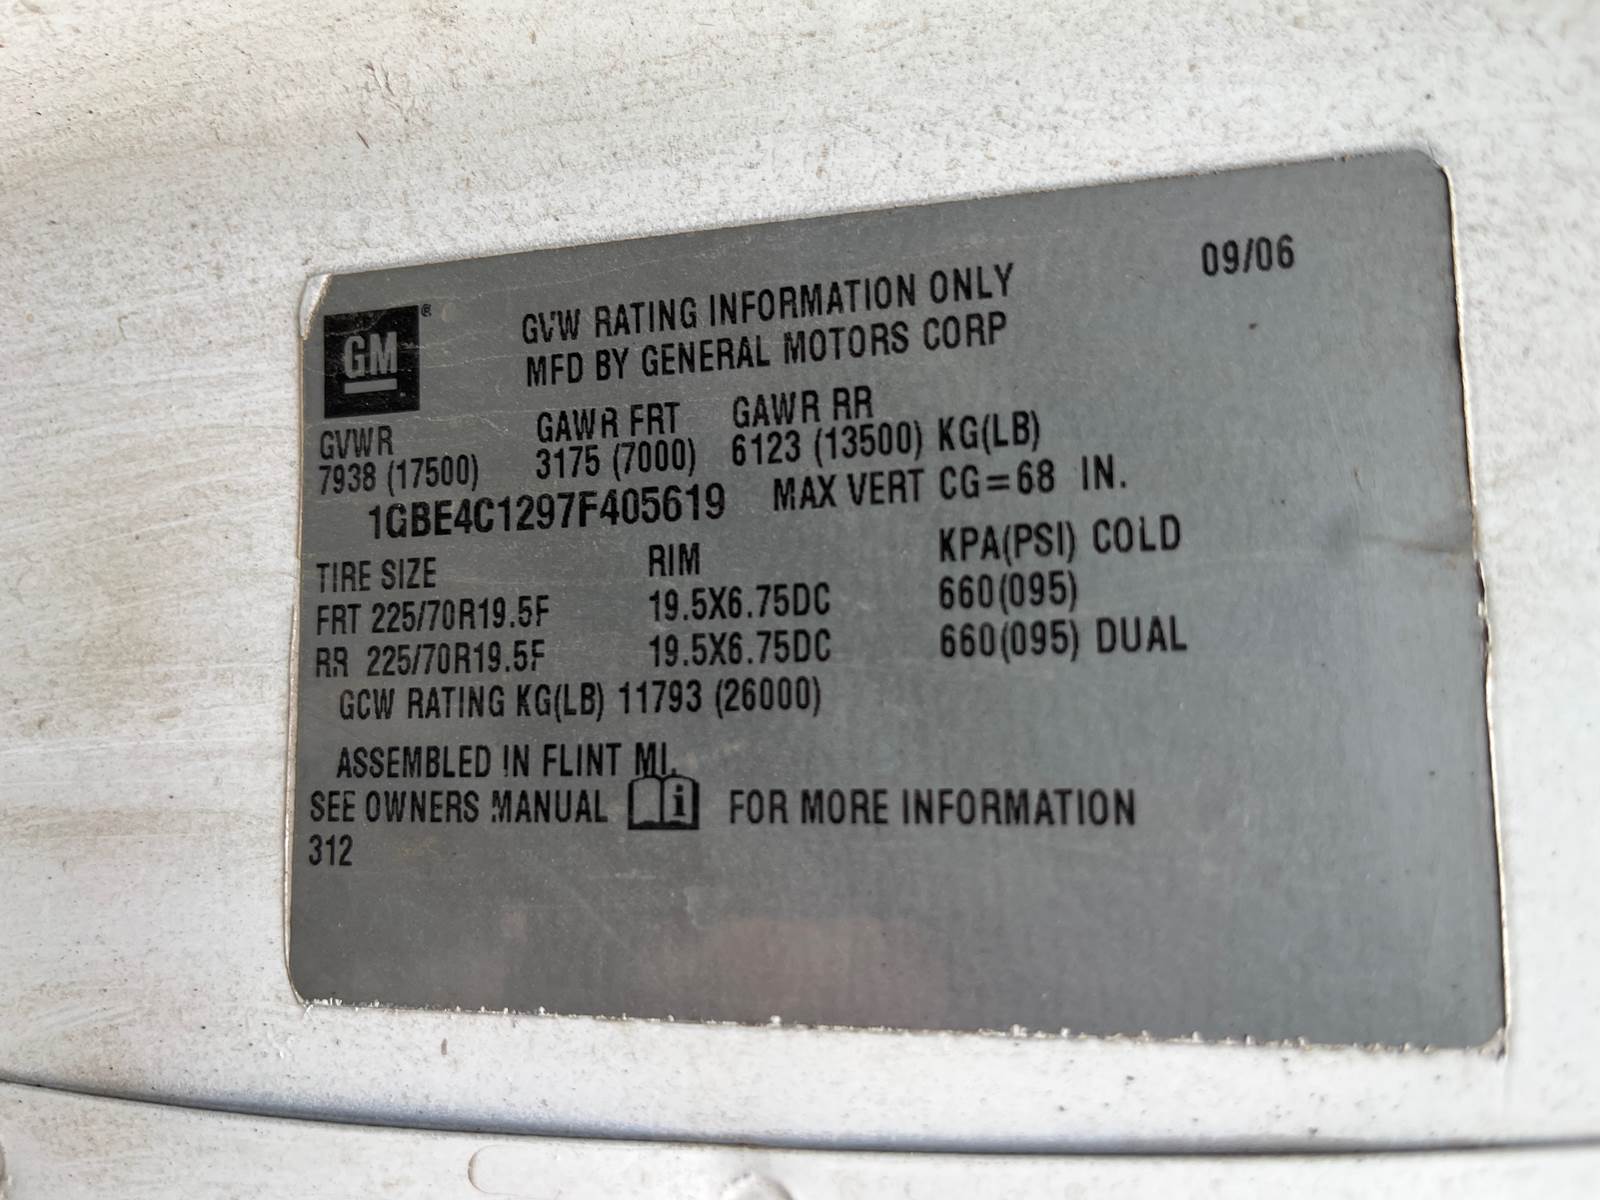 09/06
GM ®
GVW RATING INFORMATION ONLY
MFD BY GENERAL MOTORS CORP
GVWR GAWR FRT GAWR RR
7938 (17500) 3175 (7000) 6123 (13500) KG(LB)
1GBE4C1297F405619 MAX VERT CG=68 IN.
TIRE SIZE RIM KPA(PSI) COLD
FRT 225/70R19.5F 19.5X6.75DC 660(095)
RR 225/70R19.5F 19.5X6.75DC 660(095) DUAL
GCW RATING KG(LB) 11793 (26000)
ASSEMBLED IN FLINT MI.
SEE OWNERS MANUAL i FOR MORE INFORMATION
312